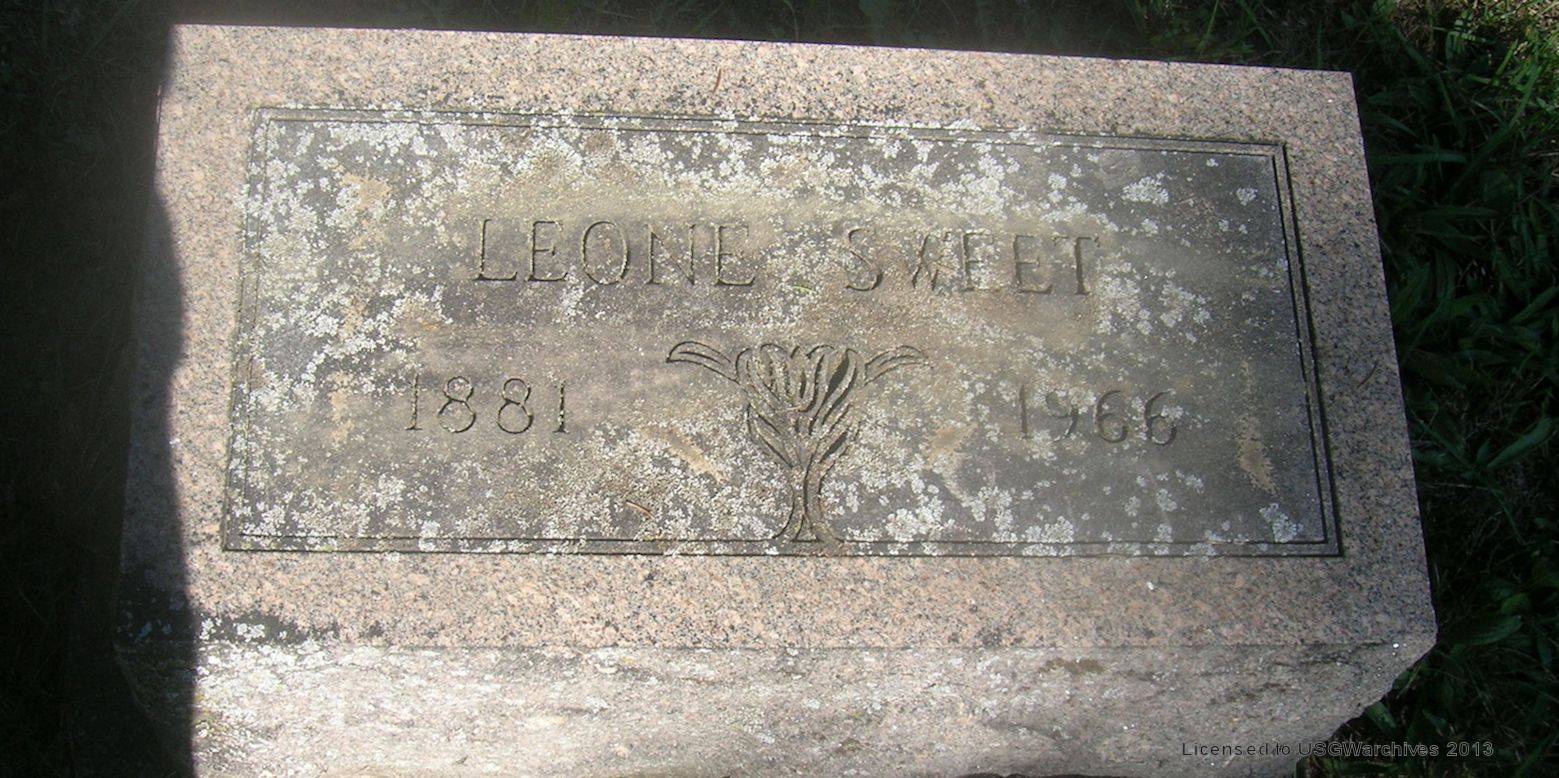 LEONE SWEET
1881 1966
Licensed to USGWarchives 2013